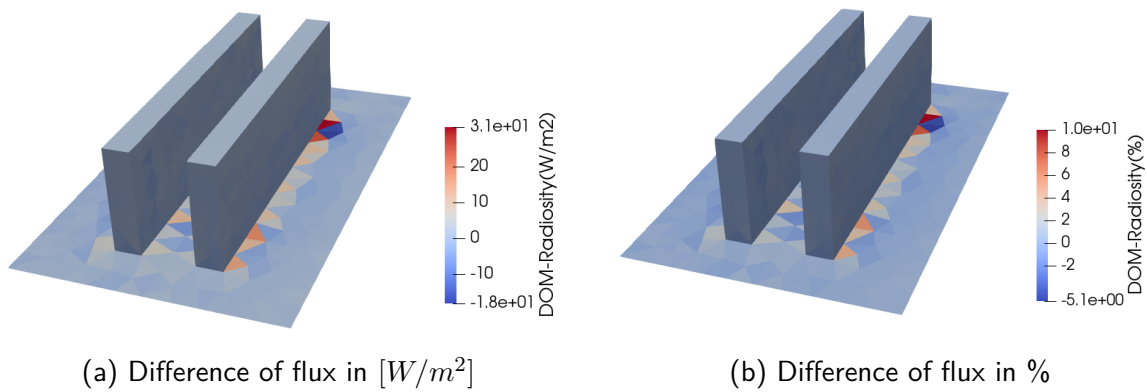 3.1e+01
20
10
0
-10
-1.8e+01
DOM-Radiosity(W/m2)
1.0e+01
8
6
4
2
0
-2
-5.1e+00
DOM-Radiosity(%)
(a) Difference of flux in [W/m²]
(b) Difference of flux in %